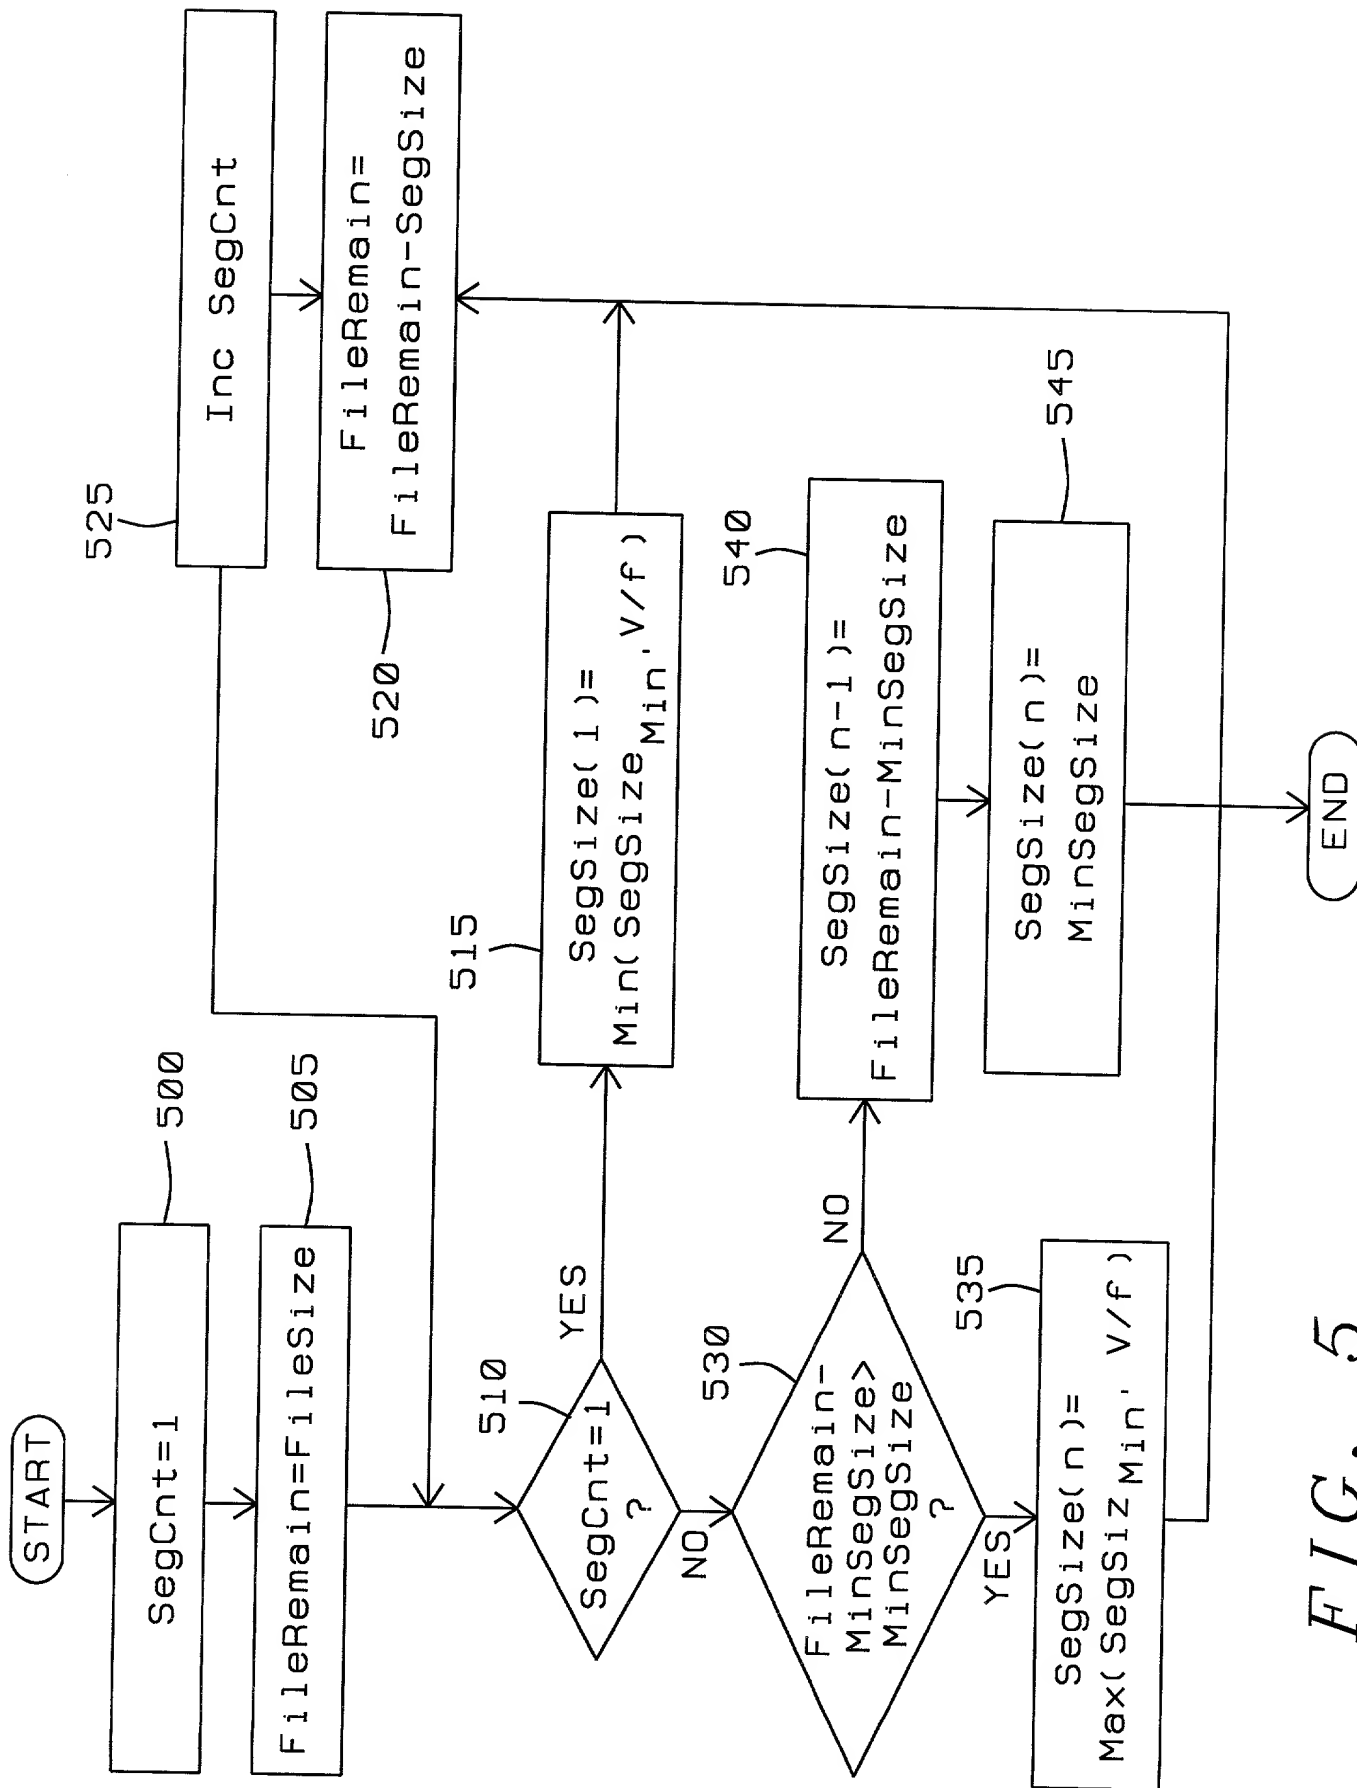 START
SegCnt=1
500
FileRemain=FileSize
505
510
SegCnt=1
?
YES
NO
515
SegSize(1)=
Min(SegSizeMin, V/f)
525
Inc SegCnt
520
FileRemain=
FileRemain-SegSize
530
FileRemain-
MinSegSize>
MinSegSize
?
NO
YES
540
SegSize(n-1)=
FileRemain-MinSegSize
SegSize(n)=
MinSegSize
545
535
SegSize(n)=
Max(SegSizMin, V/f)
END
FIG. 5